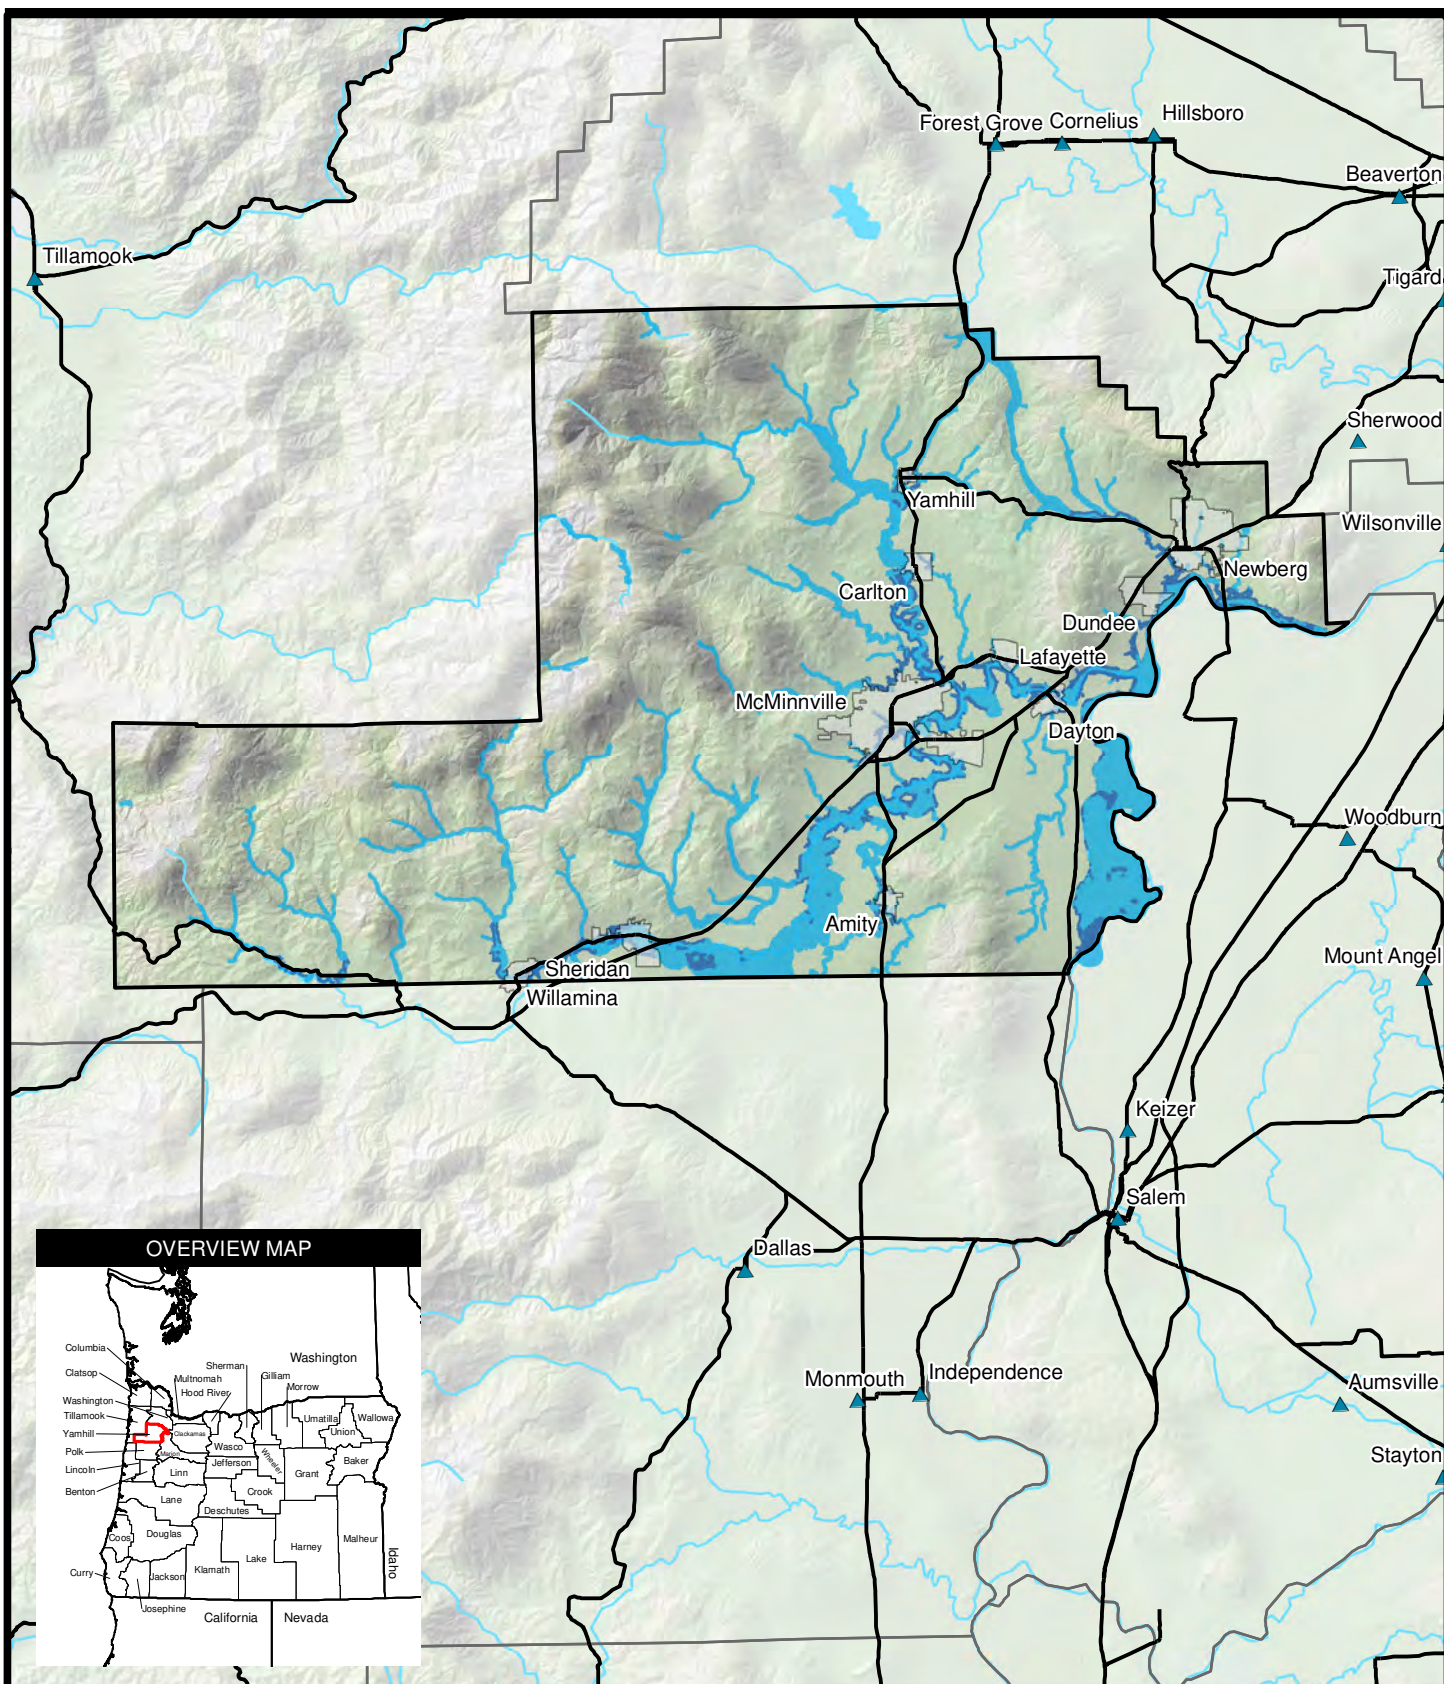 Forest Grove
Cornelius
Hillsboro
Beaverton
Tillamook
Tigard
Sherwood
Yamhill
Wilsonville
Newberg
Carlton
Dundee
Lafayette
McMinnville
Dayton
Woodburn
Amity
Mount Angel
Sheridan
Willamina
Keizer
Salem
Dallas
Monmouth
Independence
Aumsville
Stayton
OVERVIEW MAP
Columbia
Clatsop
Washington
Tillamook
Yamhill
Polk
Lincoln
Benton
Multnomah
Hood River
Sherman
Gilliam
Morrow
Washington
Umatilla
Wallowa
Union
Clackamas
Wasco
Marion
Jefferson
Wheeler
Grant
Baker
Linn
Crook
Lane
Deschutes
Coos
Douglas
Malheur
Harney
Lake
Klamath
Jackson
Curry
Josephine
Idaho
California
Nevada